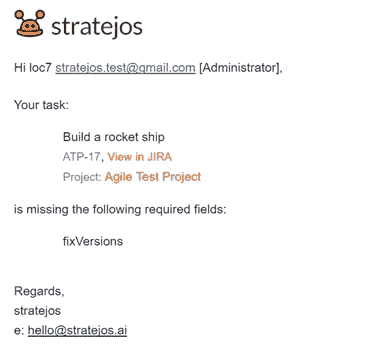 stratejos
Hi loc7 stratejos.test@gmail.com [Administrator],
Your task:
Build a rocket ship
ATP-17, View in JIRA
Project: Agile Test Project
is missing the following required fields:
fixVersions
Regards,
stratejos
e: hello@stratejos.ai